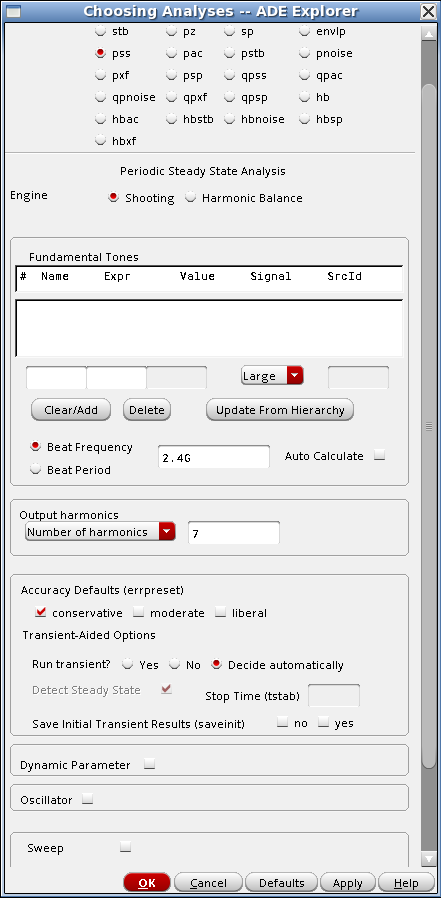 Choosing Analyses -- ADE Explorer
stb pz sp envlp
pss pac pstb pnoise
pxf psp qpss qpac
qpnoise qpxf qpsp hb
hbac hbstb hbnoise hbsp
hbxf
Periodic Steady State Analysis
Engine Shooting Harmonic Balance
Fundamental Tones
# Name Expr Value Signal SrcId
Large
Clear/Add Delete Update From Hierarchy
Beat Frequency 2.4G Auto Calculate
Beat Period
Output harmonics
Number of harmonics 7
Accuracy Defaults (errpreset)
conservative moderate liberal
Transient-Aided Options
Run transient? Yes No Decide automatically
Detect Steady State Stop Time (tstab)
Save Initial Transient Results (saveinit) no yes
Dynamic Parameter
Oscillator
Sweep
OK Cancel Defaults Apply Help